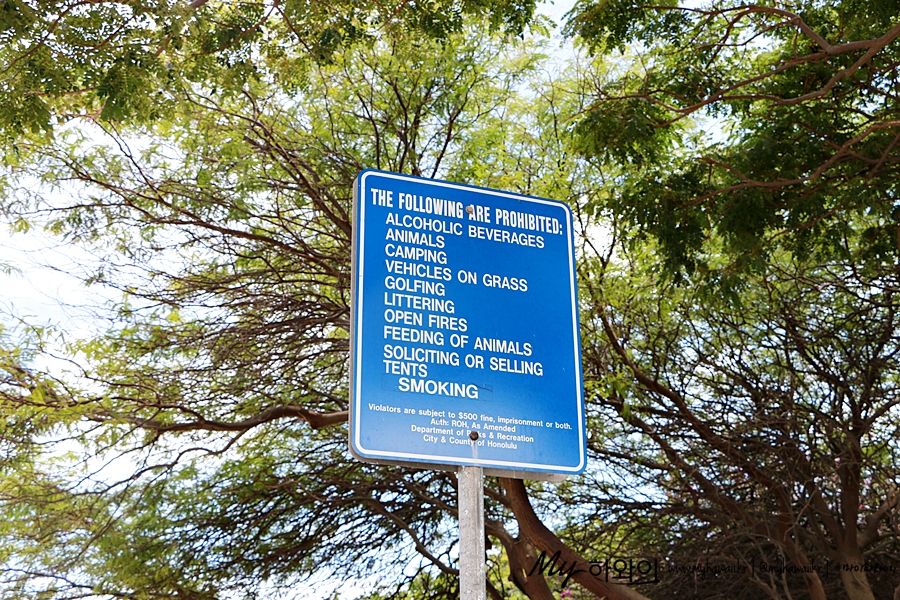 THE FOLLOWING ARE PROHIBITED:
ALCOHOLIC BEVERAGES
ANIMALS
CAMPING
VEHICLES ON GRASS
GOLFING
LITTERING
OPEN FIRES
FEEDING OF ANIMALS
SOLICITING OR SELLING
TENTS
SMOKING
Violators are subject to $500 fine, imprisonment or both.
Auth: ROH, As Amended
Department of Parks & Recreation
City & County of Honolulu
My 하와이